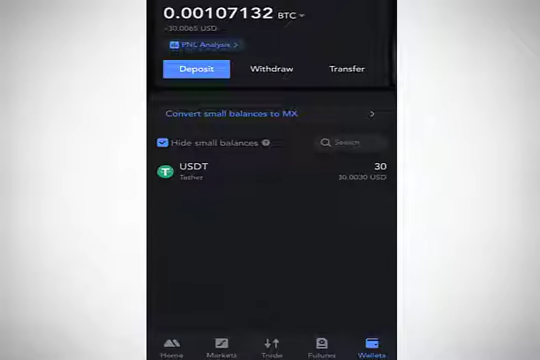 0.00107132 BTC
≈30.0065 USD
PNL Analysis >
Deposit Withdraw Transfer
Convert small balances to MX >
Hide small balances Search
USDT 30
Tether 30.0030 USD
Home Markets Trade Futures Wallets